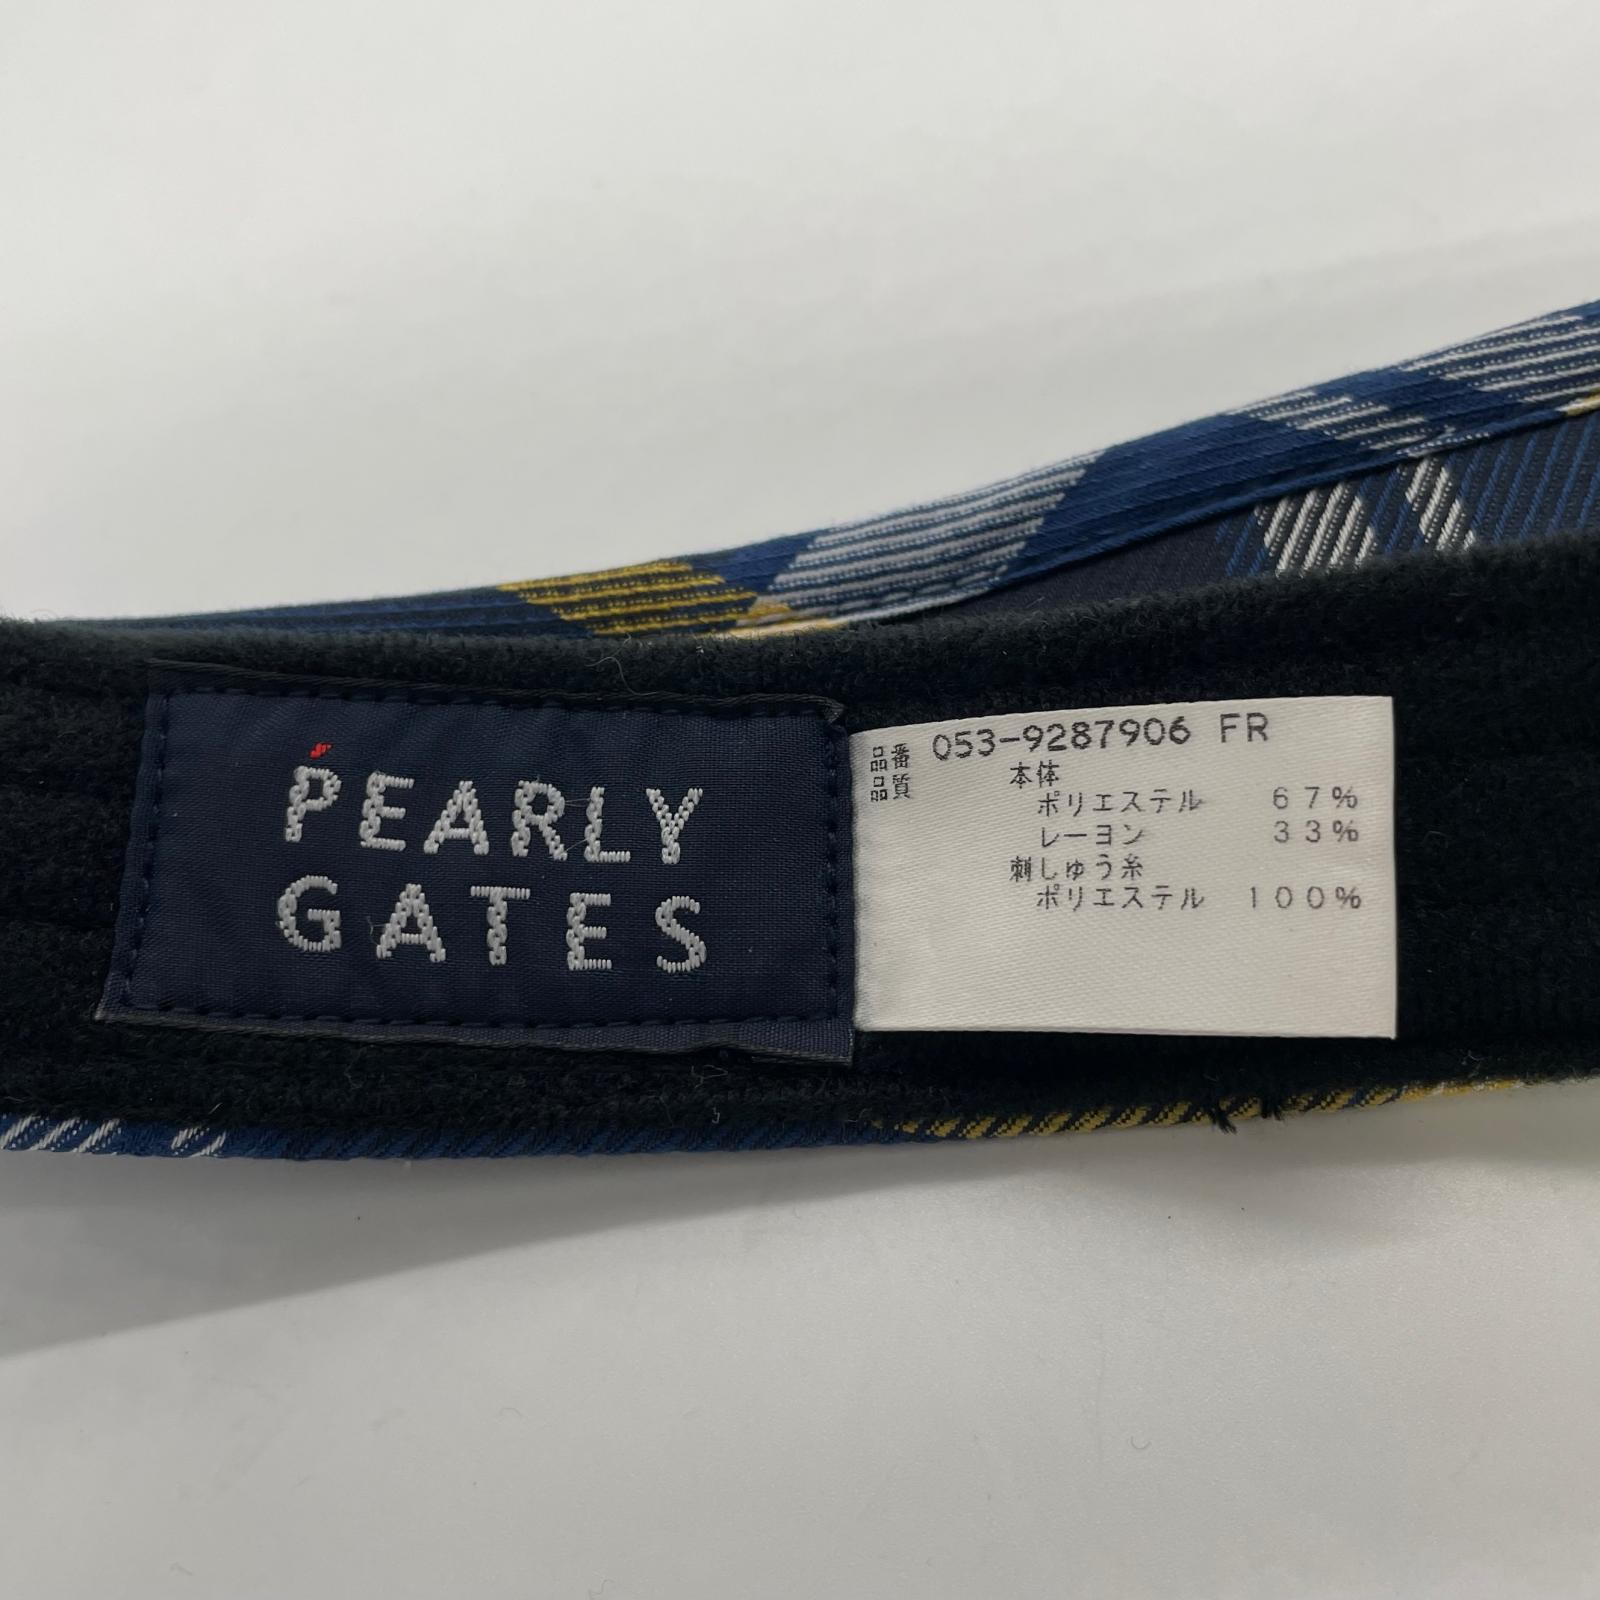 PEARLY
GATES
品番 053-9287906 FR
品質 本体
ポリエステル 67%
レーヨン 33%
刺しゅう糸
ポリエステル 100%